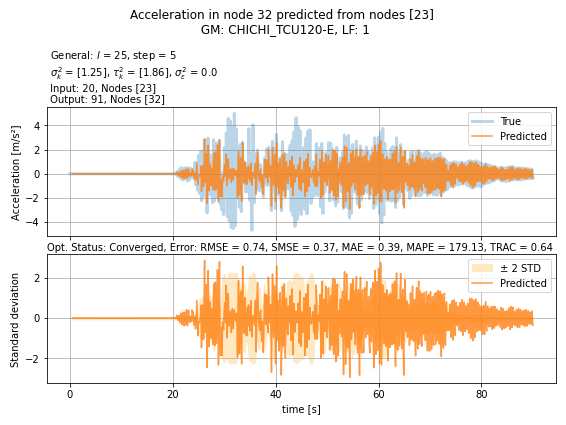 Acceleration in node 32 predicted from nodes [23]
GM: CHICHI_TCU120-E, LF: 1
General: l = 25, step = 5
σ²ₖ = [1.25], τ²ₖ = [1.86], σ²ε = 0.0
Input: 20, Nodes [23]
Output: 91, Nodes [32]
Acceleration [m/s²]
4
2
0
−2
−4
True
Predicted
Opt. Status: Converged, Error: RMSE = 0.74, SMSE = 0.37, MAE = 0.39, MAPE = 179.13, TRAC = 0.64
Standard deviation
2
0
−2
± 2 STD
Predicted
0 20 40 60 80
time [s]